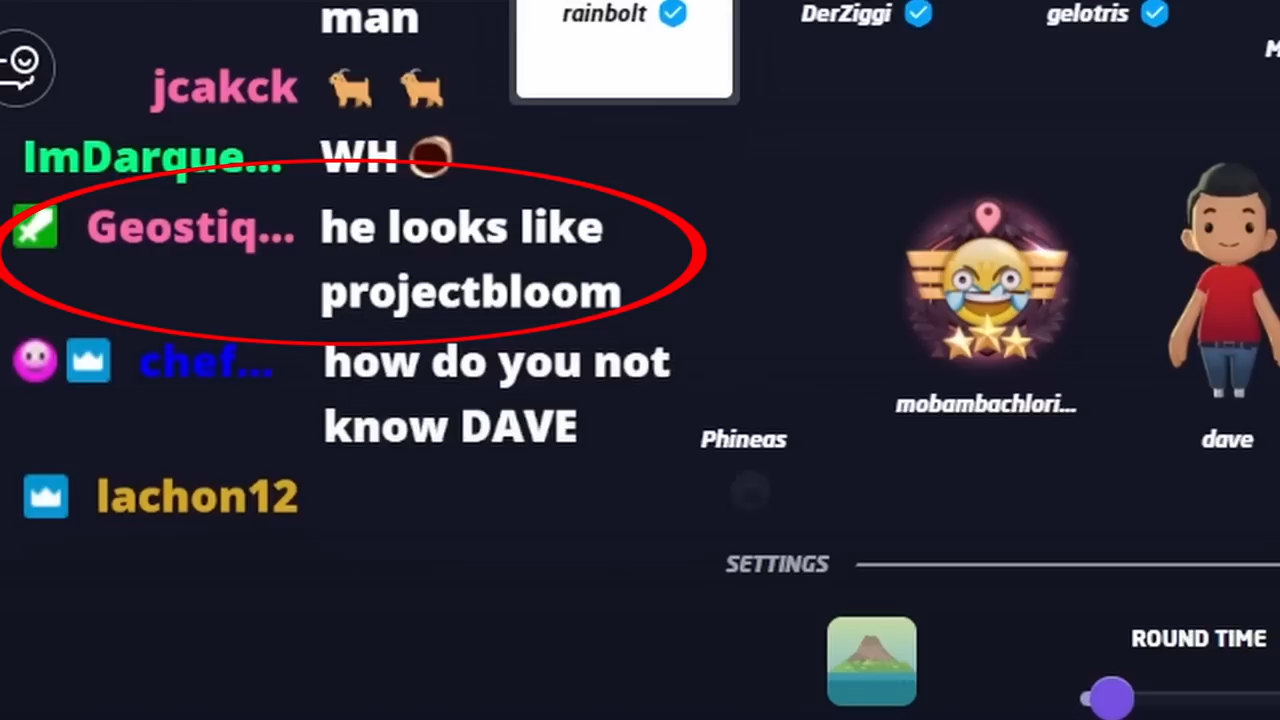 man
rainbolt
DerZiggi
gelotris
M
jcakck
ImDarque... WH
Geostiq... he looks like
projectbloom
chef... how do you not
know DAVE
lachon12
mobambachlori...
Phineas
dave
SETTINGS
ROUND TIME